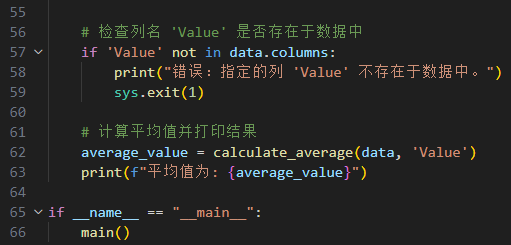 55
56 # 检查列名 'Value' 是否存在于数据中
57 if 'Value' not in data.columns:
58 print("错误：指定的列 'Value' 不存在于数据中。")
59 sys.exit(1)
60
61 # 计算平均值并打印结果
62 average_value = calculate_average(data, 'Value')
63 print(f"平均值为: {average_value}")
64
65 if __name__ == "__main__":
66 main()